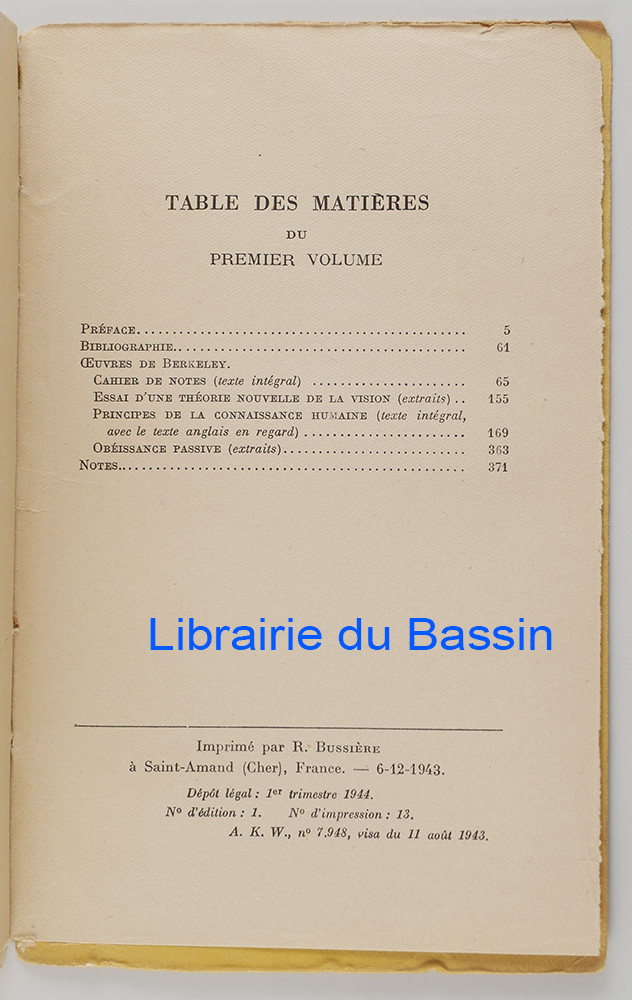 TABLE DES MATIÈRES
DU
PREMIER VOLUME
PRÉFACE............................................ 5
BIBLIOGRAPHIE........................................ 61
ŒUVRES DE BERKELEY.
CAHIER DE NOTES (texte intégral) ..................... 65
ESSAI D'UNE THÉORIE NOUVELLE DE LA VISION (extraits) .. 155
PRINCIPES DE LA CONNAISSANCE HUMAINE (texte intégral,
avec le texte anglais en regard) ....................... 169
OBÉISSANCE PASSIVE (extraits)......................... 363
NOTES.............................................. 371
Librairie du Bassin
Imprimé par R. BUSSIÈRE
à Saint-Amand (Cher), France. — 6-12-1943.
Dépôt légal : 1er trimestre 1944.
No d'édition : 1. No d'impression : 13.
A. K. W., no 7.948, visa du 11 août 1943.